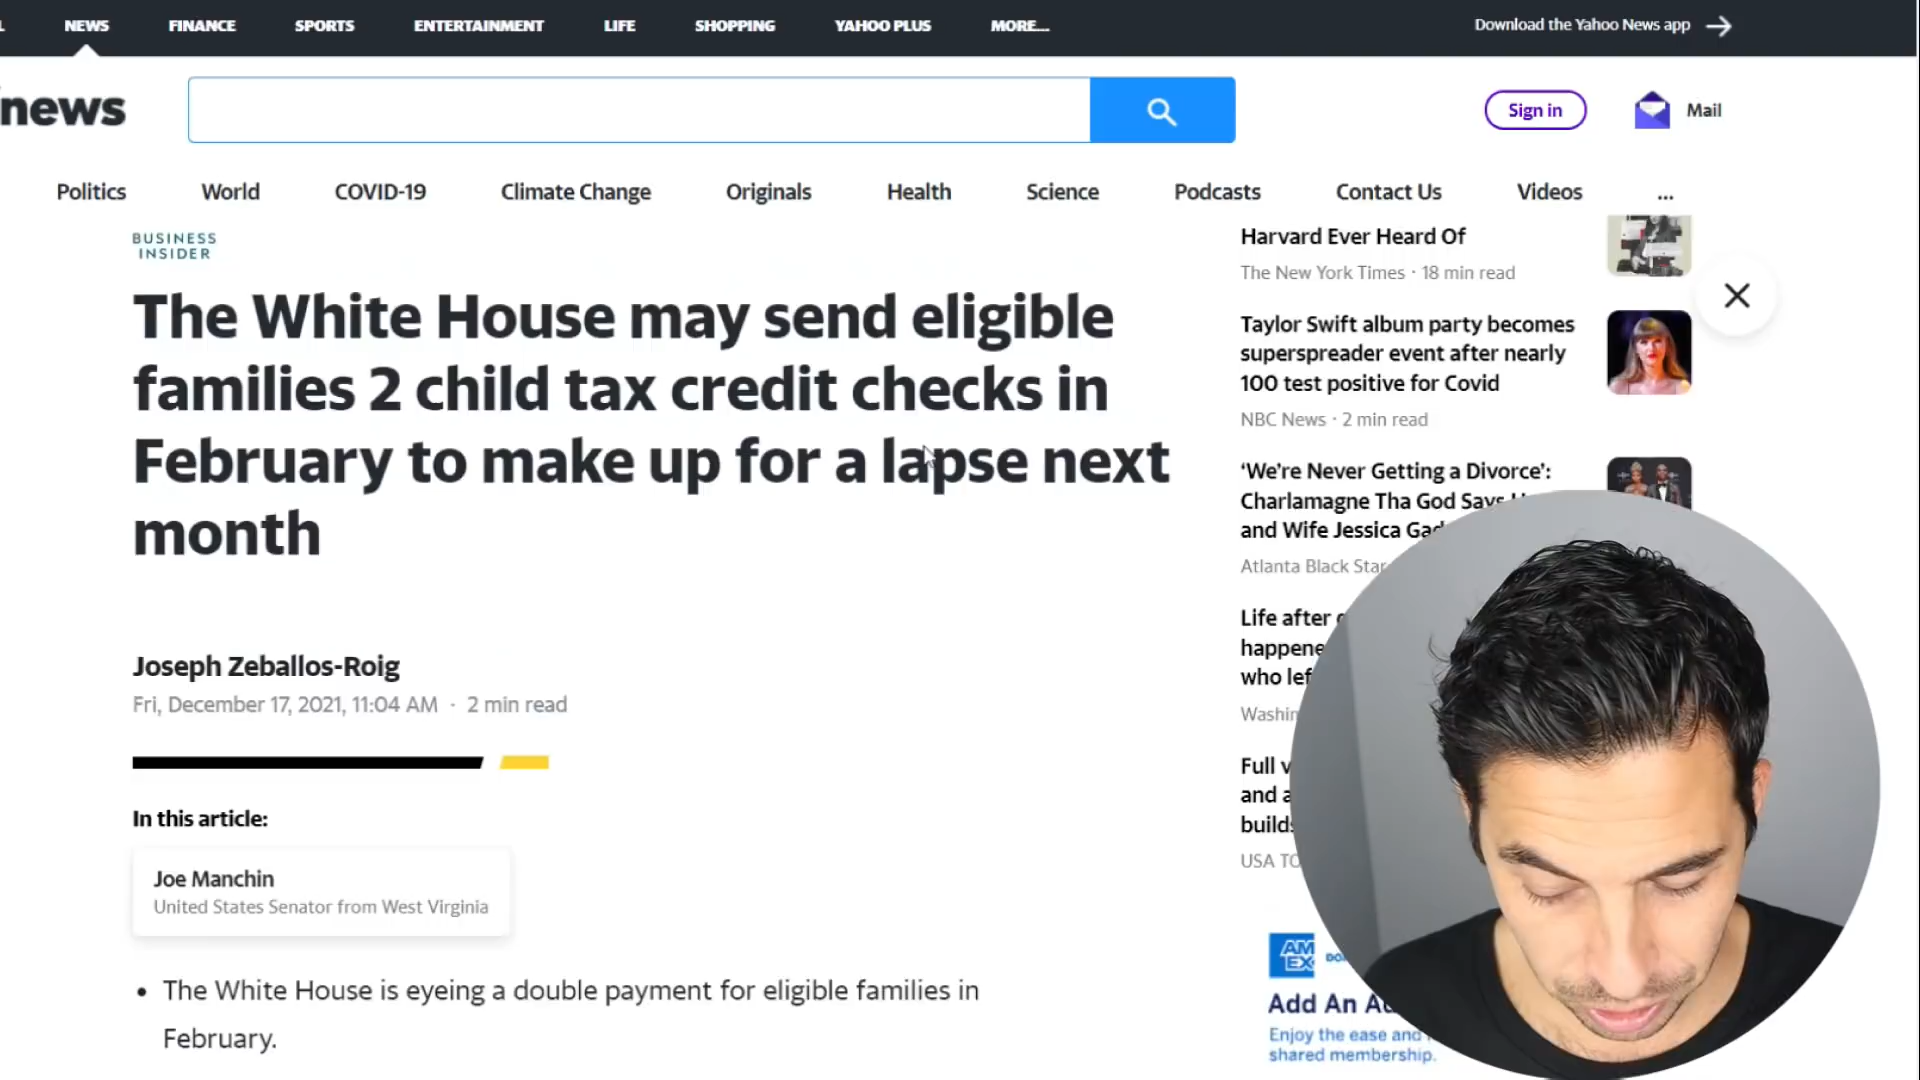 NEWS FINANCE SPORTS ENTERTAINMENT LIFE SHOPPING YAHOO PLUS MORE... Download the Yahoo News app
news
Sign in Mail
Politics World COVID-19 Climate Change Originals Health Science Podcasts Contact Us Videos ...
BUSINESS
INSIDER
The White House may send eligible
families 2 child tax credit checks in
February to make up for a lapse next
month
Joseph Zeballos-Roig
Fri, December 17, 2021, 11:04 AM · 2 min read
In this article:
Joe Manchin
United States Senator from West Virginia
• The White House is eyeing a double payment for eligible families in
February.
Harvard Ever Heard Of
The New York Times · 18 min read
Taylor Swift album party becomes
superspreader event after nearly
100 test positive for Covid
NBC News · 2 min read
‘We’re Never Getting a Divorce’:
Charlamagne Tha God Says
and Wife Jessica
Atlanta Black Star
Life after
who
Full
and
USA
AM
EX
Add An
Enjoy the ease and
shared membership.